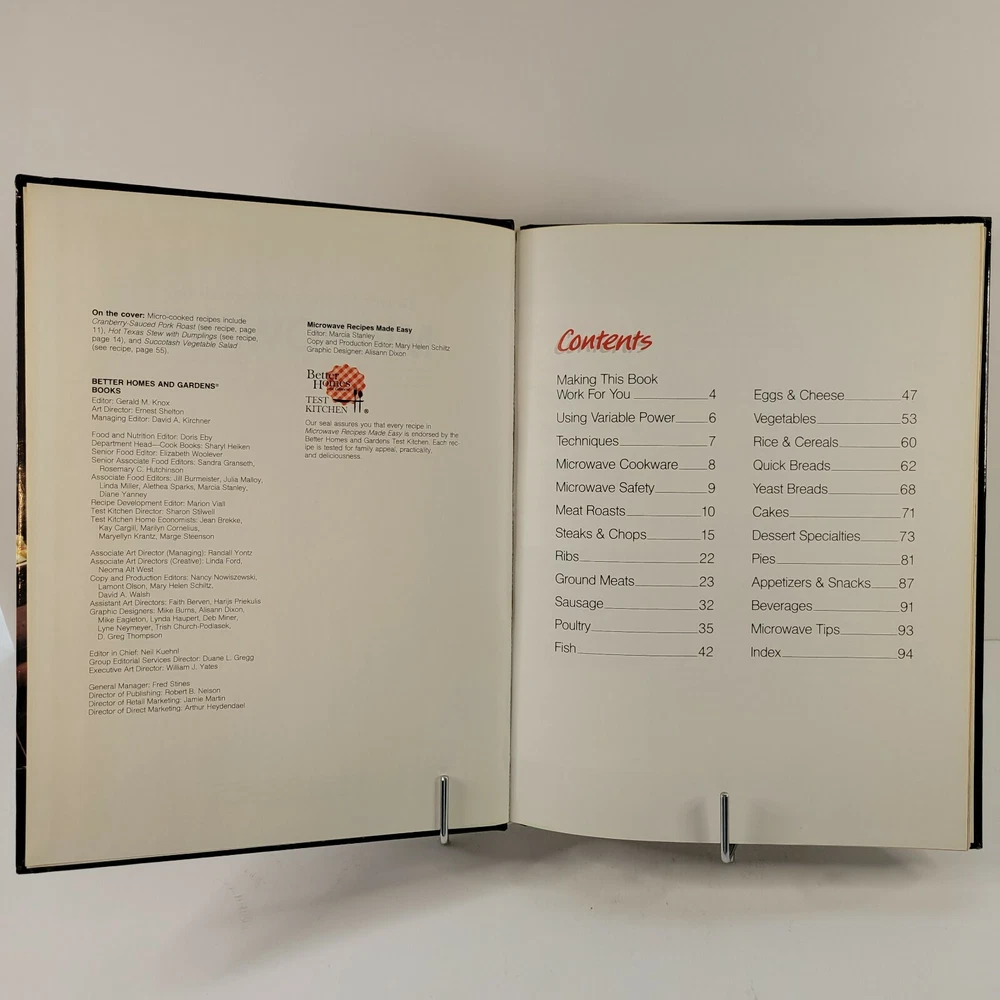 On the cover: Micro-cooked recipes include
Cranberry-Sauced Pork Roast (see recipe, page
11), Hot Texas Stew with Dumplings (see recipe,
page 14), and Succotash Vegetable Salad
(see recipe, page 55).
BETTER HOMES AND GARDENS®
BOOKS
Editor: Gerald M. Knox
Art Director: Ernest Shelton
Managing Editor: David A. Kirchner
Food and Nutrition Editor: Doris Eby
Department Head—Cook Books: Sharyl Heiken
Senior Food Editor: Elizabeth Woolever
Senior Associate Food Editors: Sandra Granseth,
Rosemary C. Hutchinson
Associate Food Editors: Jill Burmeister, Julia Malloy,
Linda Miller, Alethea Sparks, Marcia Stanley,
Diane Yanney
Recipe Development Editor: Marion Viall
Test Kitchen Director: Sharon Stilwell
Test Kitchen Home Economists: Jean Brekke,
Kay Cargill, Marilyn Cornelius,
Maryellyn Krantz, Marge Steenson
Associate Art Director (Managing): Randall Yontz
Associate Art Directors (Creative): Linda Ford,
Neoma Alt West
Copy and Production Editors: Nancy Nowiszewski,
Lamont Olson, Mary Helen Schiltz,
David A. Walsh
Assistant Art Directors: Faith Berven, Harijs Priekulis
Graphic Designers: Mike Burns, Alisann Dixon,
Mike Eagleton, Lynda Haupert, Deb Miner,
Lyne Neymeyer, Trish Church-Podlasek,
D. Greg Thompson
Editor in Chief: Neil Kuehnl
Group Editorial Services Director: Duane L. Gregg
Executive Art Director: William J. Yates
General Manager: Fred Stines
Director of Publishing: Robert B. Nelson
Director of Retail Marketing: Jamie Martin
Director of Direct Marketing: Arthur Heydendael
Microwave Recipes Made Easy
Editor: Marcia Stanley
Copy and Production Editor: Mary Helen Schiltz
Graphic Designer: Alisann Dixon
Better
Homes
TEST
KITCHEN ®
Our seal assures you that every recipe in
Microwave Recipes Made Easy is endorsed by the
Better Homes and Gardens Test Kitchen. Each rec
ipe is tested for family appeal, practicality,
and deliciousness.
Contents
Making This Book
Work For You 4
Using Variable Power 6
Techniques 7
Microwave Cookware 8
Microwave Safety 9
Meat Roasts 10
Steaks & Chops 15
Ribs 22
Ground Meats 23
Sausage 32
Poultry 35
Fish 42
Eggs & Cheese 47
Vegetables 53
Rice & Cereals 60
Quick Breads 62
Yeast Breads 68
Cakes 71
Dessert Specialties 73
Pies 81
Appetizers & Snacks 87
Beverages 91
Microwave Tips 93
Index 94